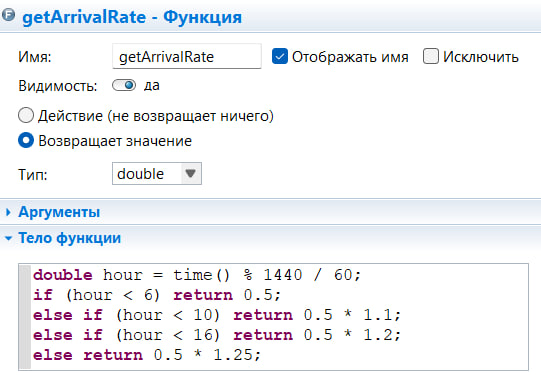 F getArrivalRate - Функция
Имя: getArrivalRate Отображать имя Исключить
Видимость: да
Действие (не возвращает ничего)
Возвращает значение
Тип: double
Аргументы
Тело функции
double hour = time() % 1440 / 60;
if (hour < 6) return 0.5;
else if (hour < 10) return 0.5 * 1.1;
else if (hour < 16) return 0.5 * 1.2;
else return 0.5 * 1.25;